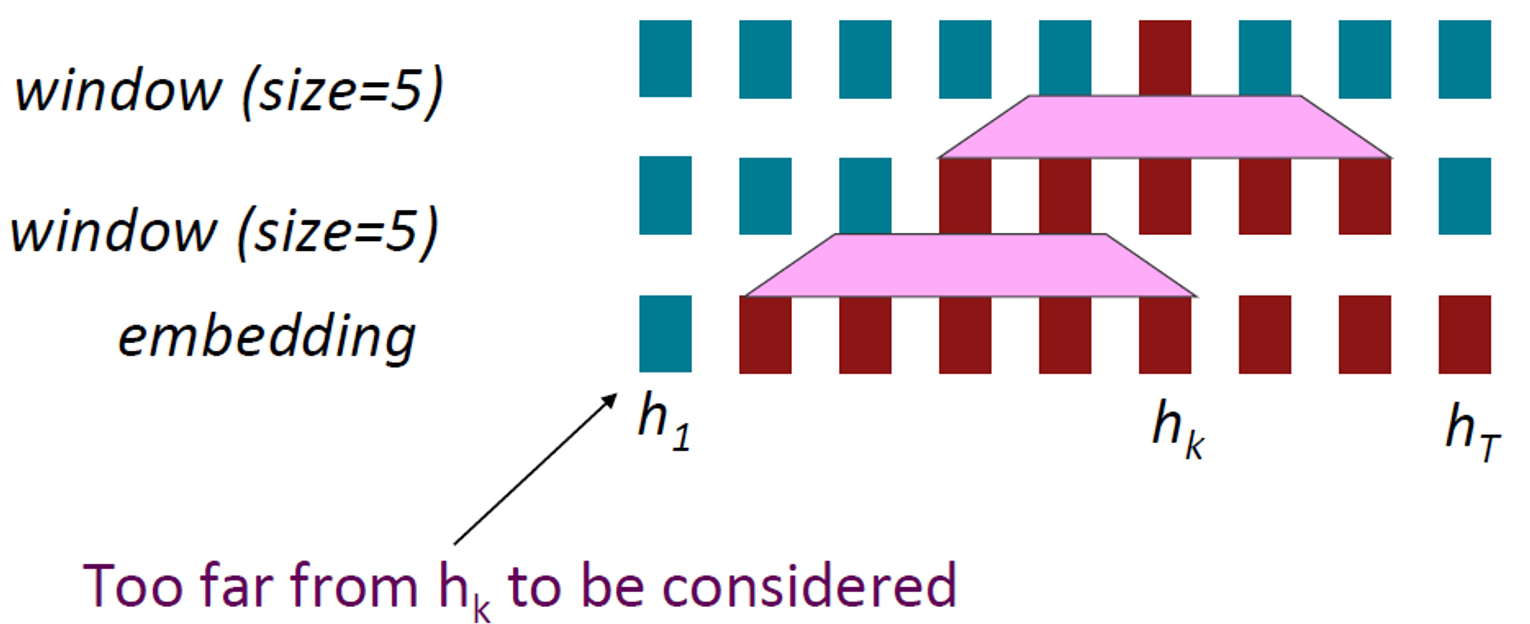 window (size=5)
window (size=5)
embedding
h1 hk hT
Too far from hk to be considered